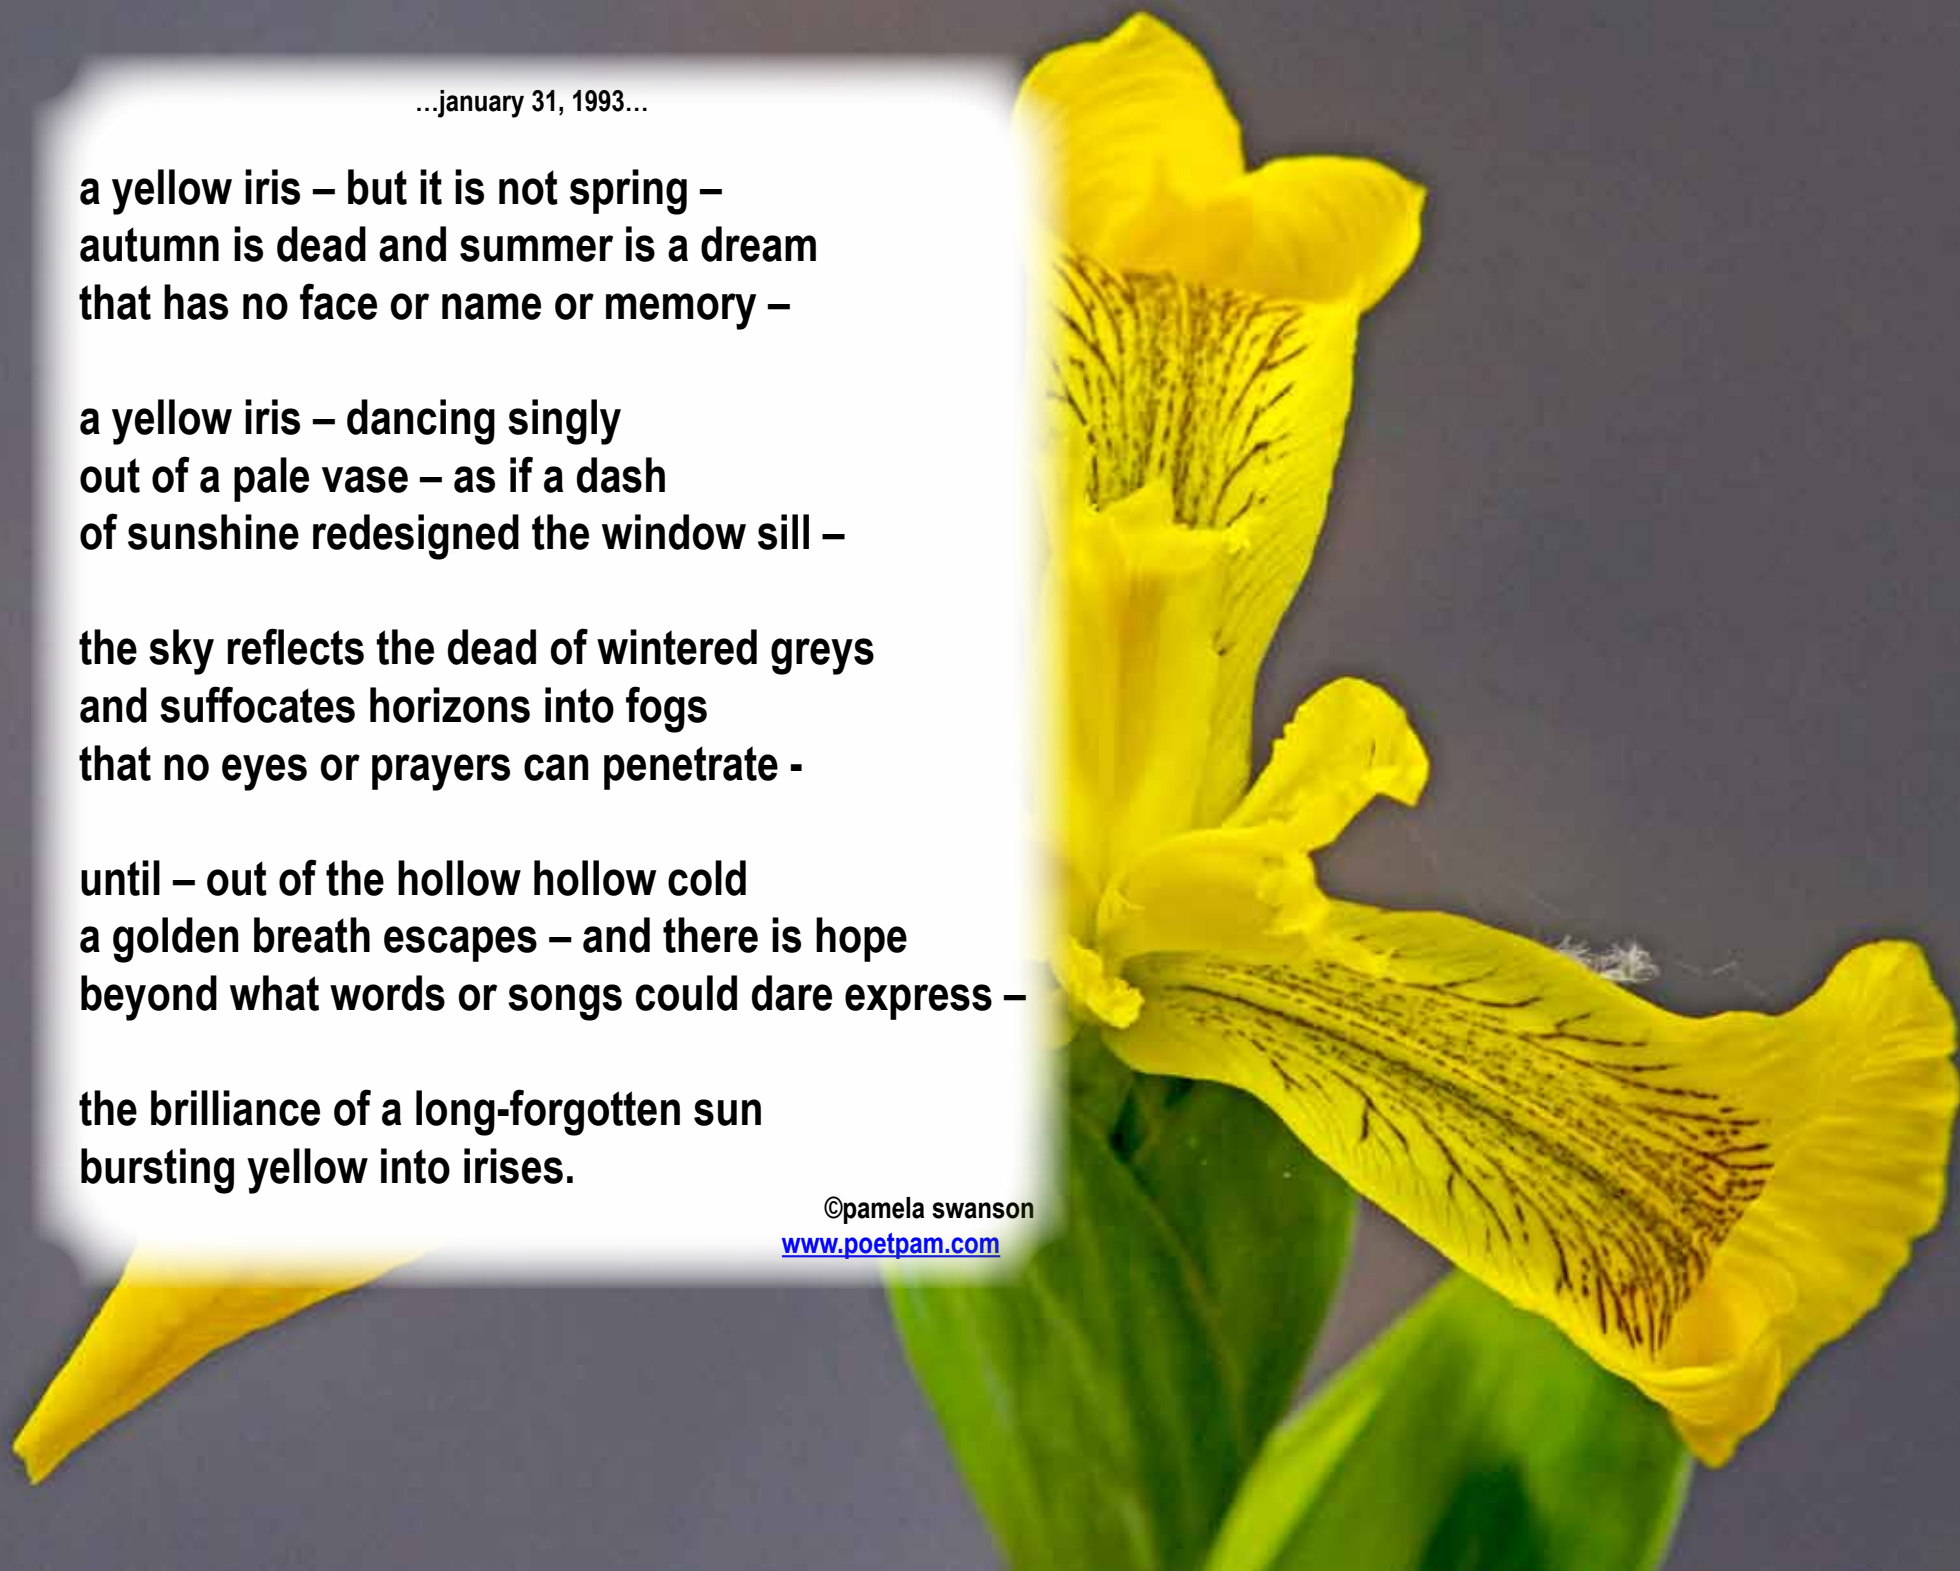 …january 31, 1993…
a yellow iris – but it is not spring –
autumn is dead and summer is a dream
that has no face or name or memory –
a yellow iris – dancing singly
out of a pale vase – as if a dash
of sunshine redesigned the window sill –
the sky reflects the dead of wintered greys
and suffocates horizons into fogs
that no eyes or prayers can penetrate -
until – out of the hollow hollow cold
a golden breath escapes – and there is hope
beyond what words or songs could dare express –
the brilliance of a long-forgotten sun
bursting yellow into irises.
©pamela swanson
www.poetpam.com